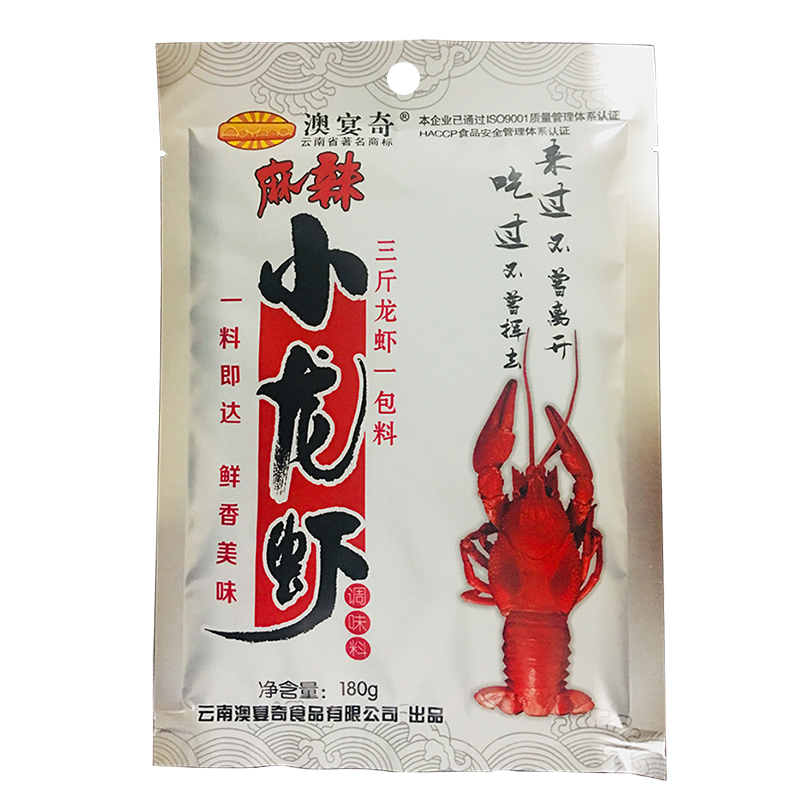 澳宴奇®
云南省著名商标
本企业已通过ISO9001质量管理体系认证
HACCP食品安全管理体系认证
麻辣
小龙虾
调味料
三斤龙虾一包料
一料即达 鲜香美味
来过不曾离开
吃过不曾挥去
净含量：180g
云南澳宴奇食品有限公司 出品